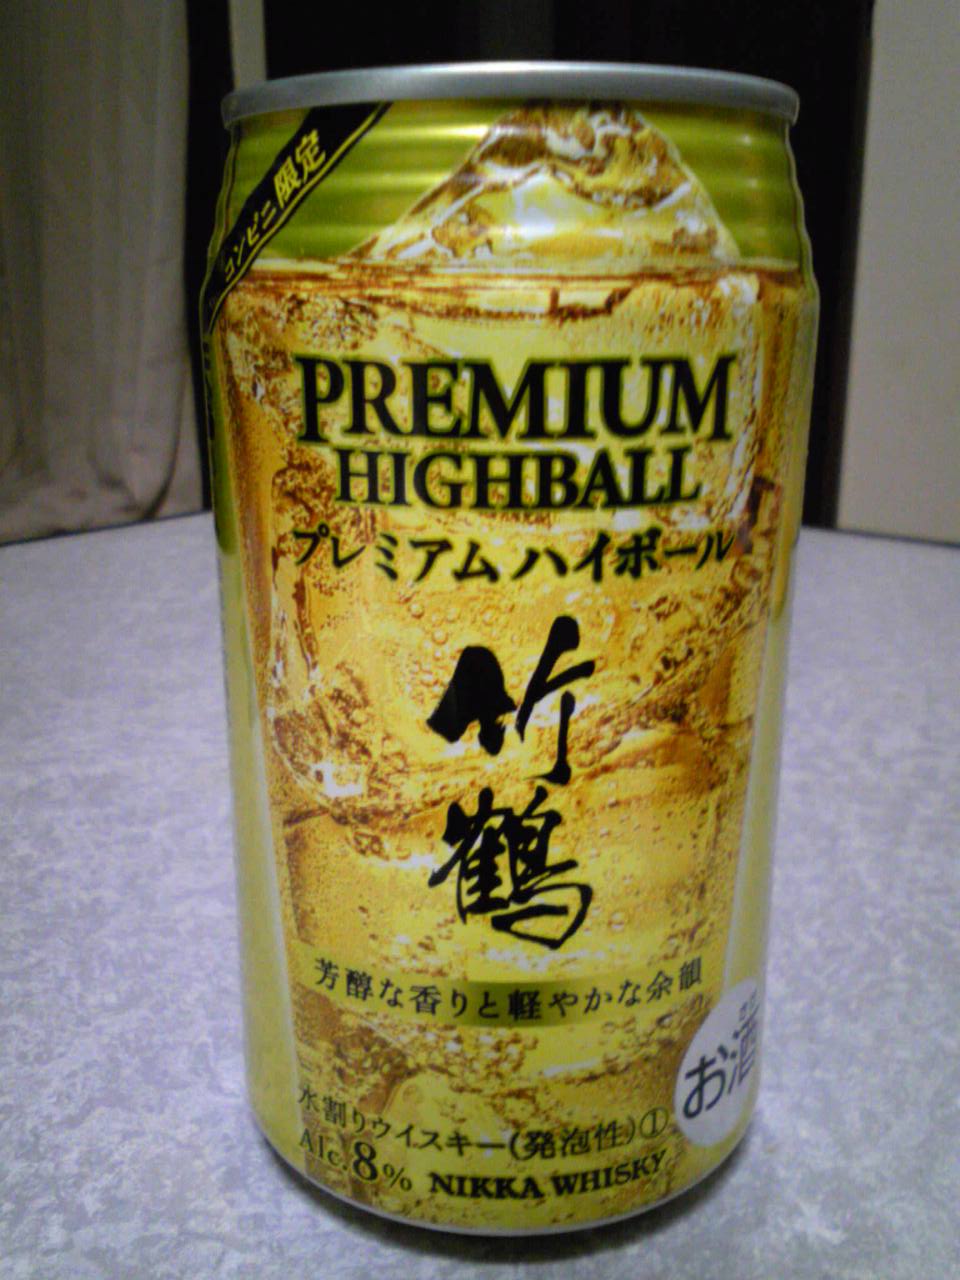 コンビニ限定
PREMIUM
HIGHBALL
プレミアムハイボール
竹
鶴
芳醇な香りと軽やかな余韻
お酒
水割りウイスキー(発泡性)①
Alc.8%
NIKKA WHISKY